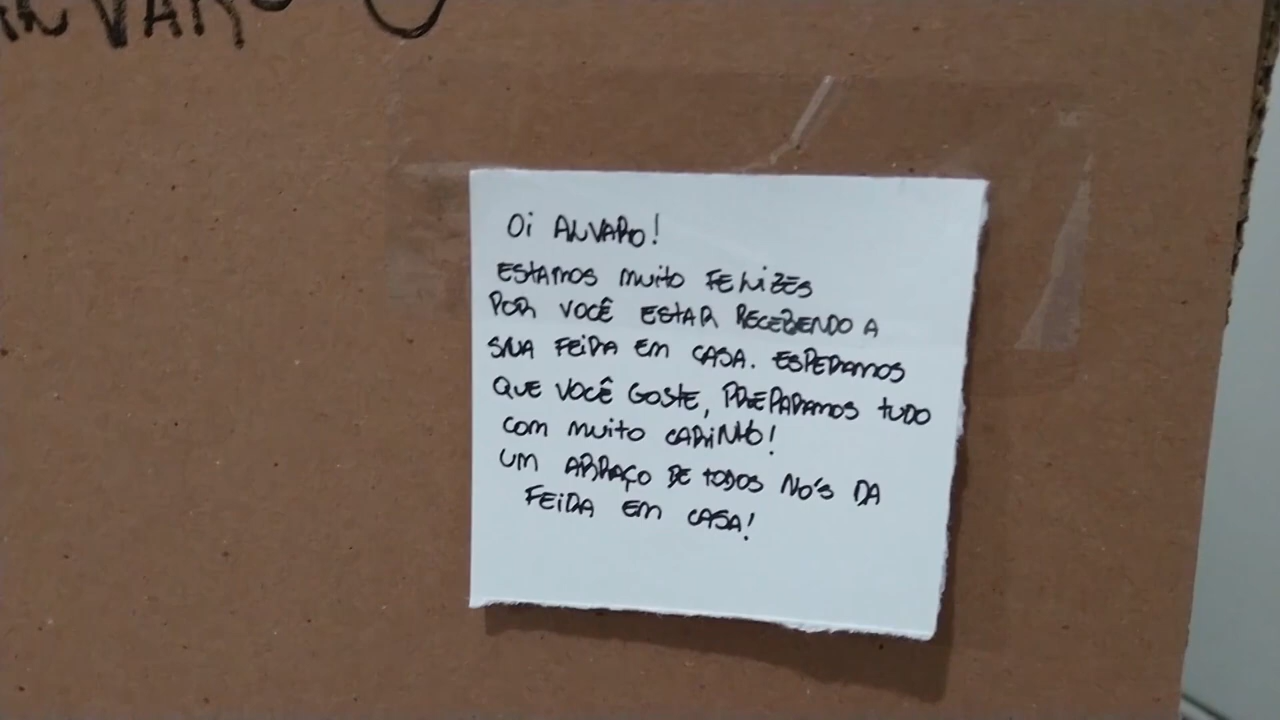 ALVARO
Oi ALVARO!
ESTAMOS muito FELiZES
POR VOCÊ ESTAR RECEBENDO A
SUA FEiRA Em CASA. ESPERAMOS
QUE VOCÊ GOSTE, PREPARAMOS tUDO
com muito CARiNHO!
UM ABRAÇO DE TODOS NÓS DA
FEiRA Em CASA!